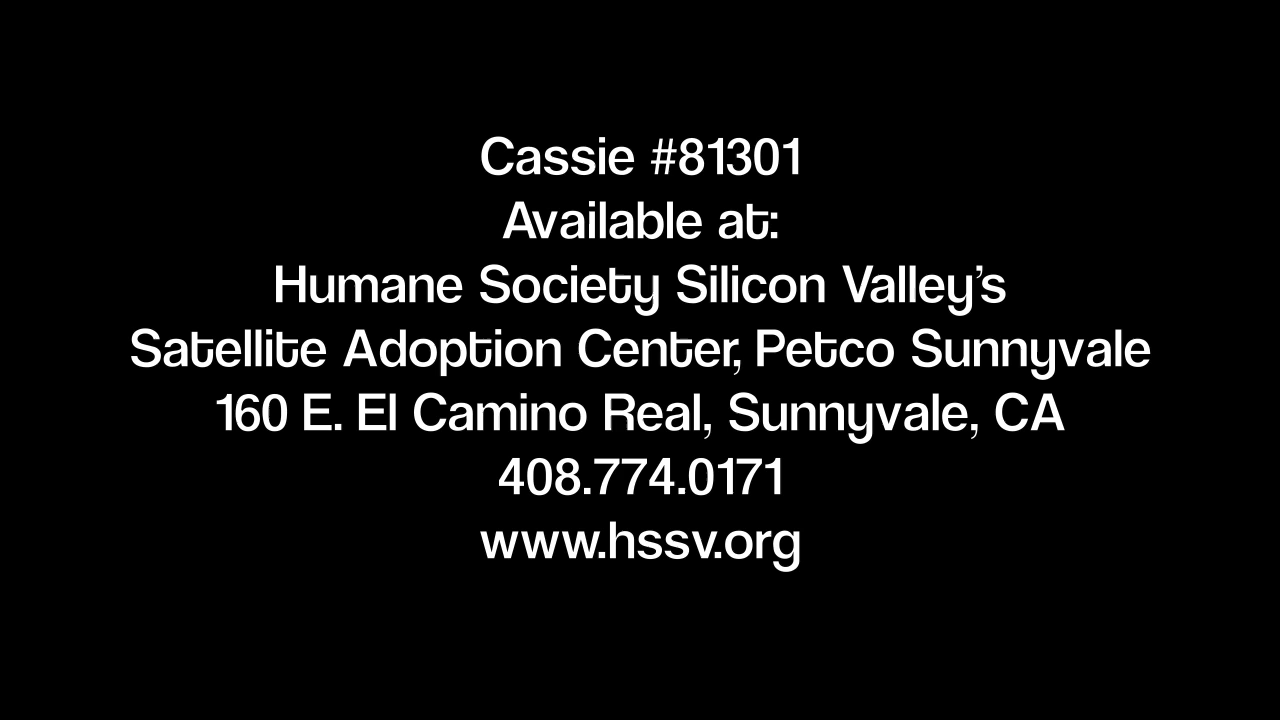 Cassie #81301
Available at:
Humane Society Silicon Valley’s
Satellite Adoption Center, Petco Sunnyvale
160 E. El Camino Real, Sunnyvale, CA
408.774.0171
www.hssv.org